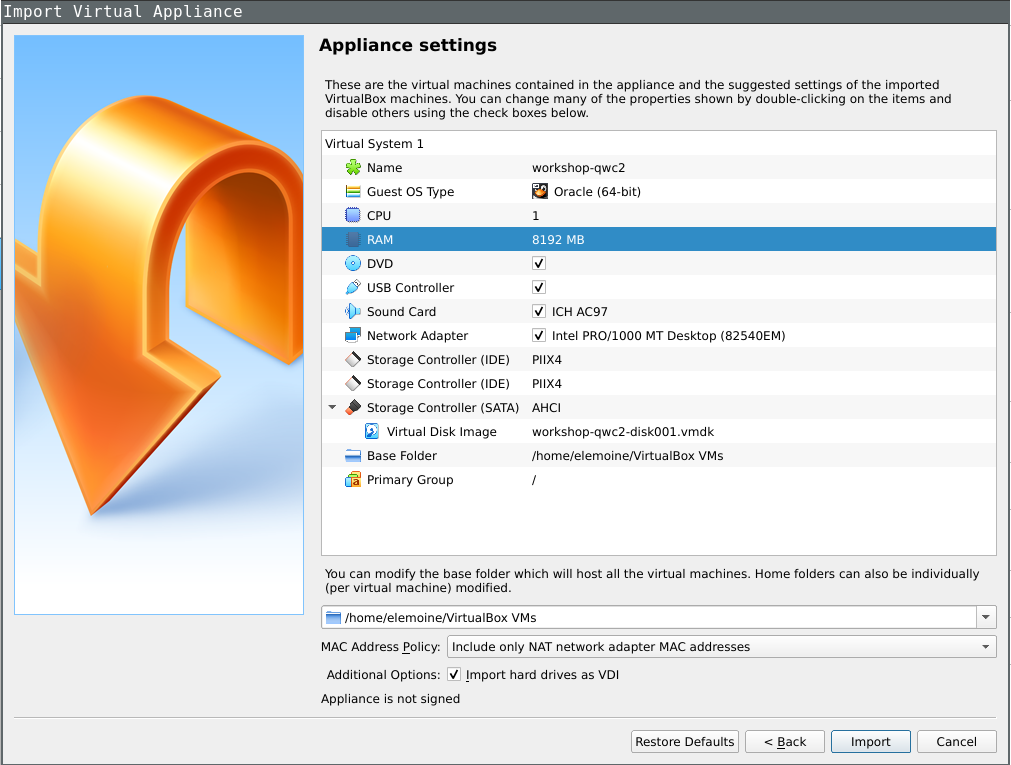 Import Virtual Appliance
Appliance settings
These are the virtual machines contained in the appliance and the suggested settings of the imported
VirtualBox machines. You can change many of the properties shown by double-clicking on the items and
disable others using the check boxes below.
Virtual System 1
Name workshop-qwc2
Guest OS Type Oracle (64-bit)
CPU 1
RAM 8192 MB
DVD
USB Controller
Sound Card ICH AC97
Network Adapter Intel PRO/1000 MT Desktop (82540EM)
Storage Controller (IDE) PIIX4
Storage Controller (IDE) PIIX4
Storage Controller (SATA) AHCI
Virtual Disk Image workshop-qwc2-disk001.vmdk
Base Folder /home/elemoine/VirtualBox VMs
Primary Group /
You can modify the base folder which will host all the virtual machines. Home folders can also be individually
(per virtual machine) modified.
/home/elemoine/VirtualBox VMs
MAC Address Policy: Include only NAT network adapter MAC addresses
Additional Options: Import hard drives as VDI
Appliance is not signed
Restore Defaults < Back Import Cancel